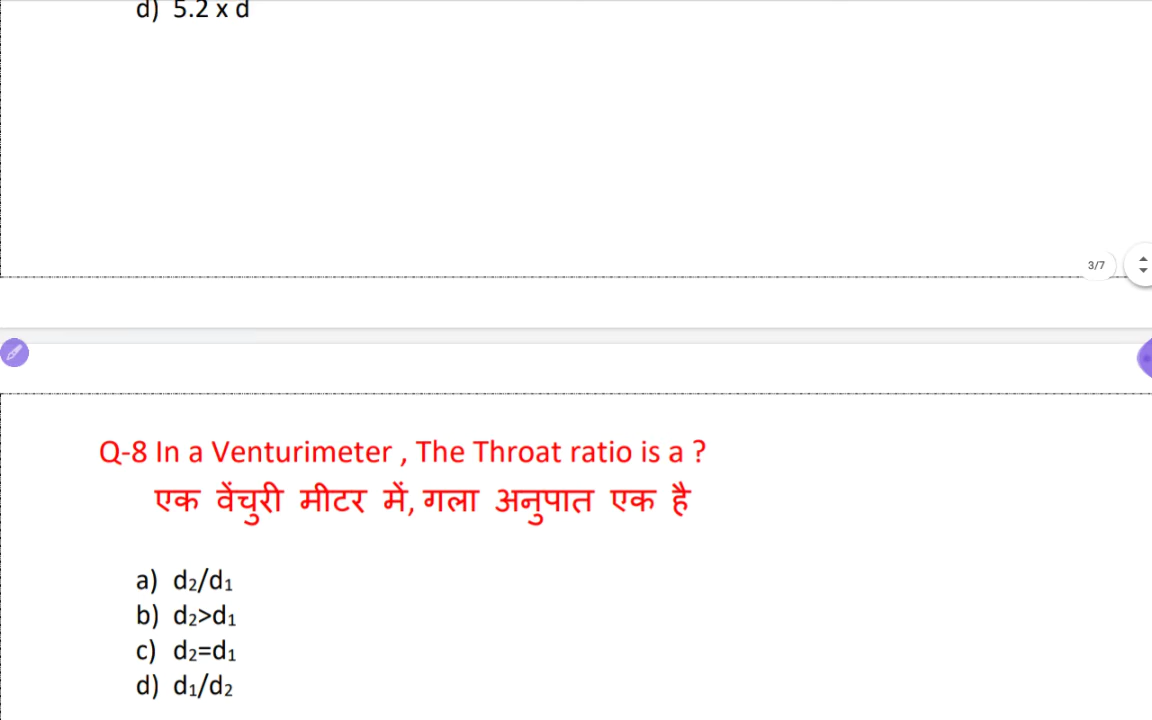 d) 5.2 x d
3/7
Q-8 In a Venturimeter , The Throat ratio is a ?
एक वेंचुरी मीटर में, गला अनुपात एक है
a) d₂/d₁
b) d₂>d₁
c) d₂=d₁
d) d₁/d₂